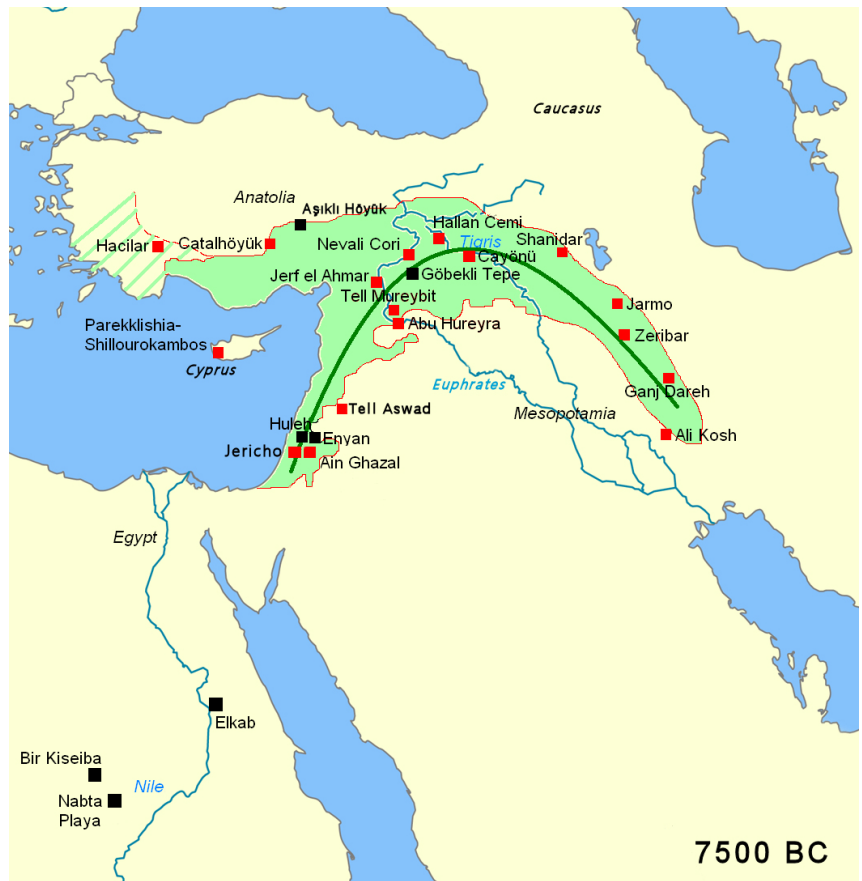 Caucasus
Anatolia
Aşıklı Höyük
Hallan Cemi
Hacilar
Çatalhöyük
Nevali Cori
Tigris
Shanidar
Cayönü
Jerf el Ahmar
Göbekli Tepe
Tell Mureybit
Jarmo
Parekklishia-
Shillourokambos
Abu Hureyra
Zeribar
Cyprus
Euphrates
Ganj Dareh
Tell Aswad
Mesopotamia
Huleh
Enyan
Ali Kosh
Jericho
Ain Ghazal
Egypt
Elkab
Bir Kiseiba
Nile
Nabta
Playa
7500 BC